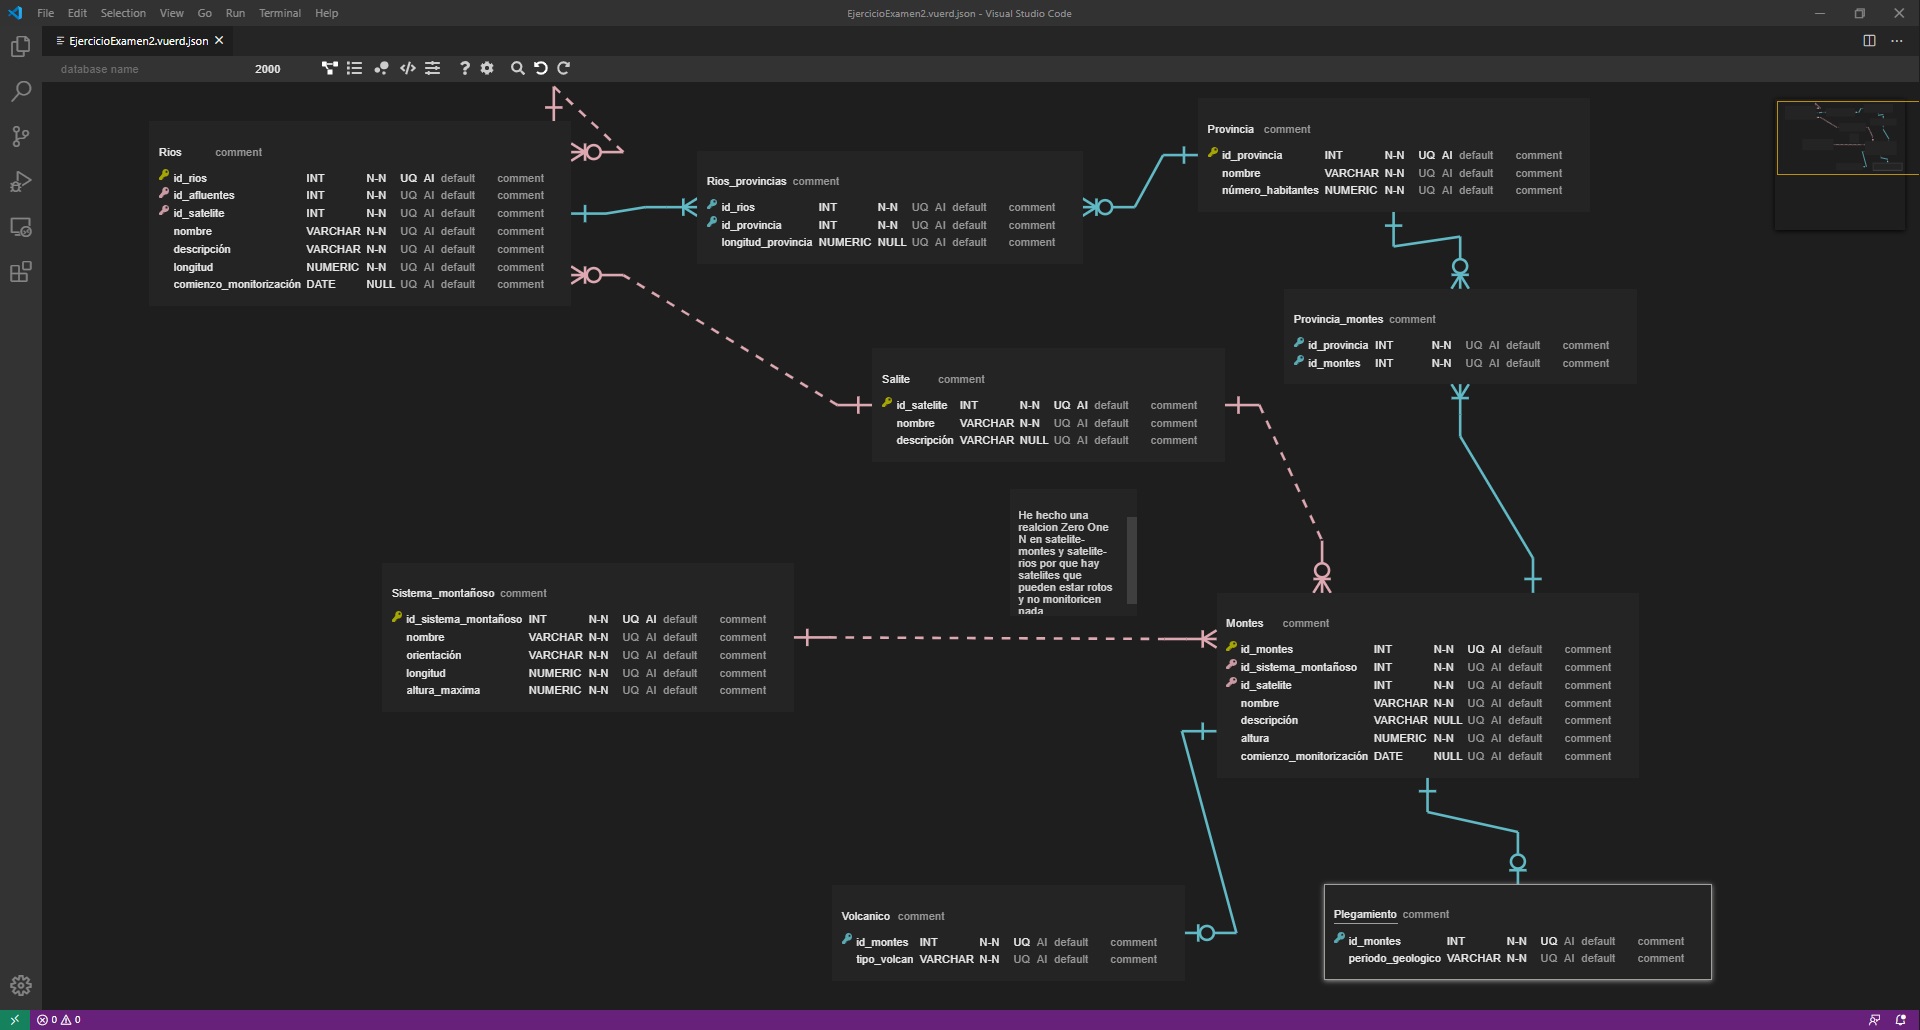 File Edit Selection View Go Run Terminal Help
EjercicioExamen2.vuerd.json - Visual Studio Code
EjercicioExamen2.vuerd.json
database name 2000
Rios comment
id_rios INT N-N UQ AI default comment
id_afluentes INT N-N UQ AI default comment
id_satelite INT N-N UQ AI default comment
nombre VARCHAR N-N UQ AI default comment
descripción VARCHAR N-N UQ AI default comment
longitud NUMERIC N-N UQ AI default comment
comienzo_monitorización DATE NULL UQ AI default comment
Rios_provincias comment
id_rios INT N-N UQ AI default comment
id_provincia INT N-N UQ AI default comment
longitud_provincia NUMERIC NULL UQ AI default comment
Provincia comment
id_provincia INT N-N UQ AI default comment
nombre VARCHAR N-N UQ AI default comment
número_habitantes NUMERIC N-N UQ AI default comment
Provincia_montes comment
id_provincia INT N-N UQ AI default comment
id_montes INT N-N UQ AI default comment
Salite comment
id_satelite INT N-N UQ AI default comment
nombre VARCHAR N-N UQ AI default comment
descripción VARCHAR NULL UQ AI default comment
He hecho una
realcion Zero One
N en satelite-
montes y satelite-
rios por que hay
satelites que
pueden estar rotos
y no monitoricen
nada
Sistema_montañoso comment
id_sistema_montañoso INT N-N UQ AI default comment
nombre VARCHAR N-N UQ AI default comment
orientación VARCHAR N-N UQ AI default comment
longitud NUMERIC N-N UQ AI default comment
altura_maxima NUMERIC N-N UQ AI default comment
Montes comment
id_montes INT N-N UQ AI default comment
id_sistema_montañoso INT N-N UQ AI default comment
id_satelite INT N-N UQ AI default comment
nombre VARCHAR N-N UQ AI default comment
descripción VARCHAR NULL UQ AI default comment
altura NUMERIC N-N UQ AI default comment
comienzo_monitorización DATE NULL UQ AI default comment
Volcanico comment
id_montes INT N-N UQ AI default comment
tipo_volcan VARCHAR N-N UQ AI default comment
Plegamiento comment
id_montes INT N-N UQ AI default comment
periodo_geologico VARCHAR N-N UQ AI default comment
0 0